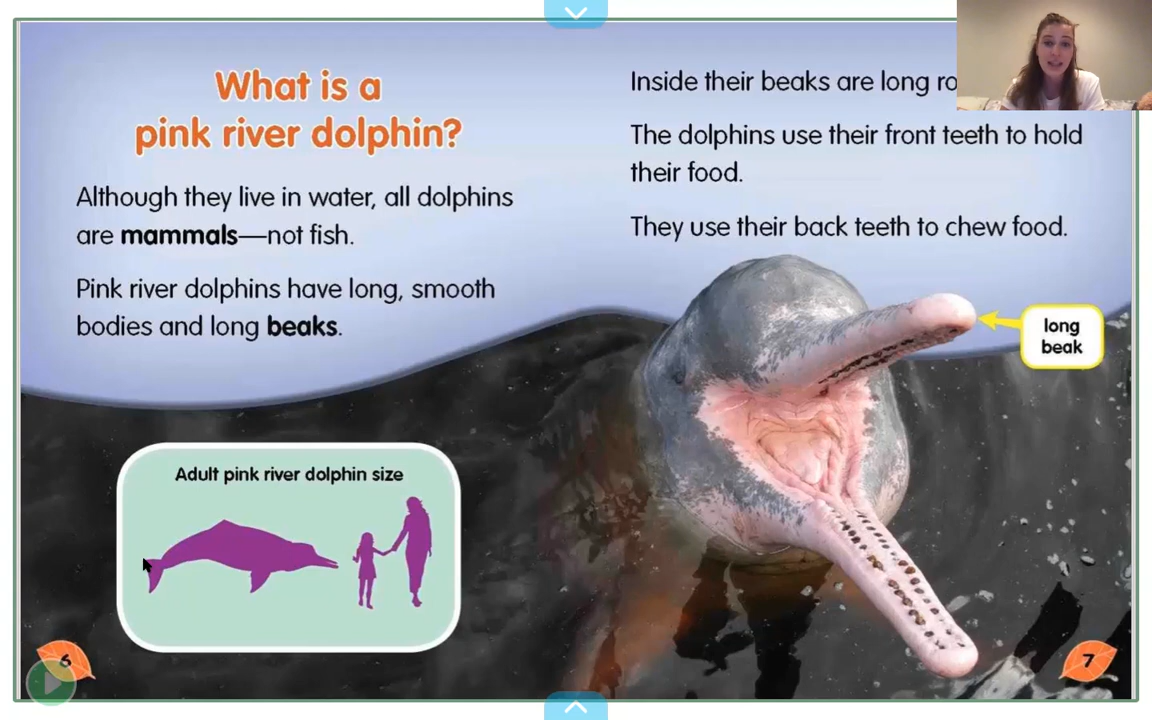 What is a
pink river dolphin?
Although they live in water, all dolphins
are mammals—not fish.
Pink river dolphins have long, smooth
bodies and long beaks.
Adult pink river dolphin size
6
Inside their beaks are long
The dolphins use their front teeth to hold
their food.
They use their back teeth to chew food.
long
beak
7